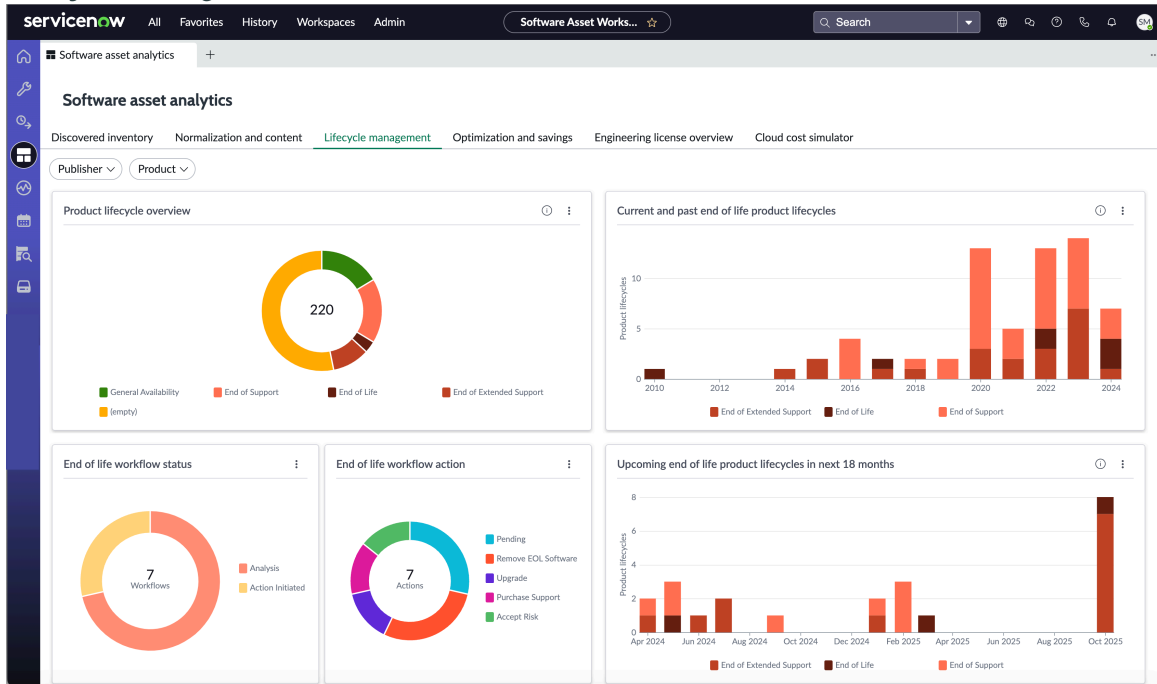 servicenow All Favorites History Workspaces Admin Software Asset Works... Search SM
Software asset analytics
Software asset analytics
Discovered inventory Normalization and content Lifecycle management Optimization and savings Engineering license overview Cloud cost simulator
Publisher Product
Product lifecycle overview
220
General Availability End of Support End of Life End of Extended Support
(empty)
Current and past end of life product lifecycles
Product lifecycles
10
5
0
2010 2012 2014 2016 2018 2020 2022 2024
End of Extended Support End of Life End of Support
End of life workflow status
7
Workflows
Analysis
Action Initiated
End of life workflow action
7
Actions
Pending
Remove EOL Software
Upgrade
Purchase Support
Accept Risk
Upcoming end of life product lifecycles in next 18 months
Product lifecycles
8
6
4
2
0
Apr 2024 Jun 2024 Aug 2024 Oct 2024 Dec 2024 Feb 2025 Apr 2025 Jun 2025 Aug 2025 Oct 2025
End of Extended Support End of Life End of Support